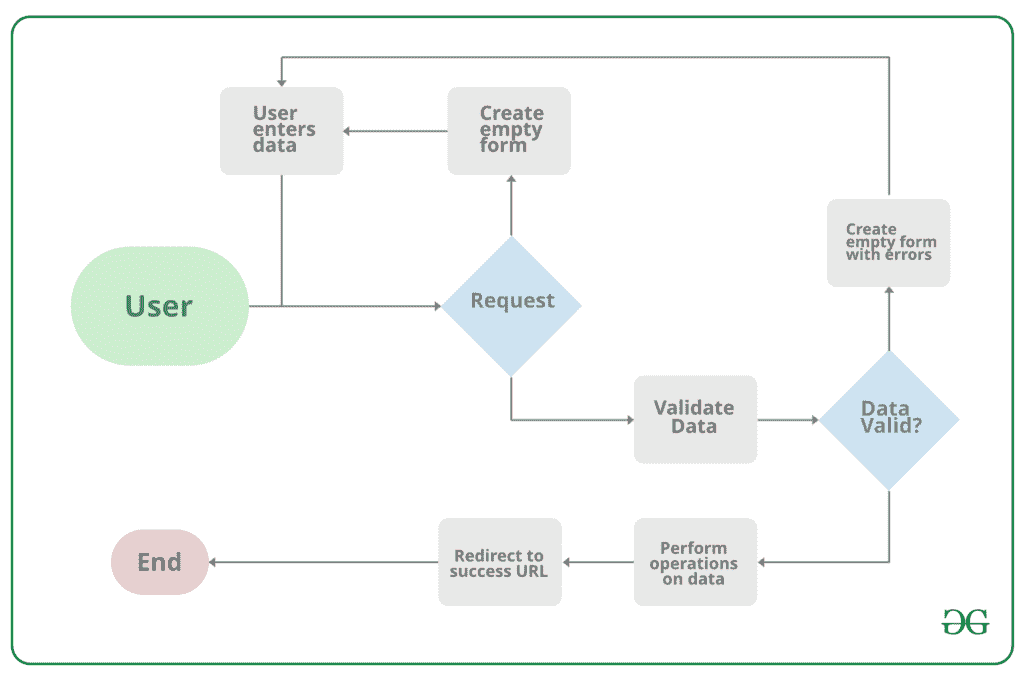 User
enters
data
Create
empty
form
Create
empty form
with errors
User
Request
Validate
Data
Data
Valid?
End
Redirect to
success URL
Perform
operations
on data